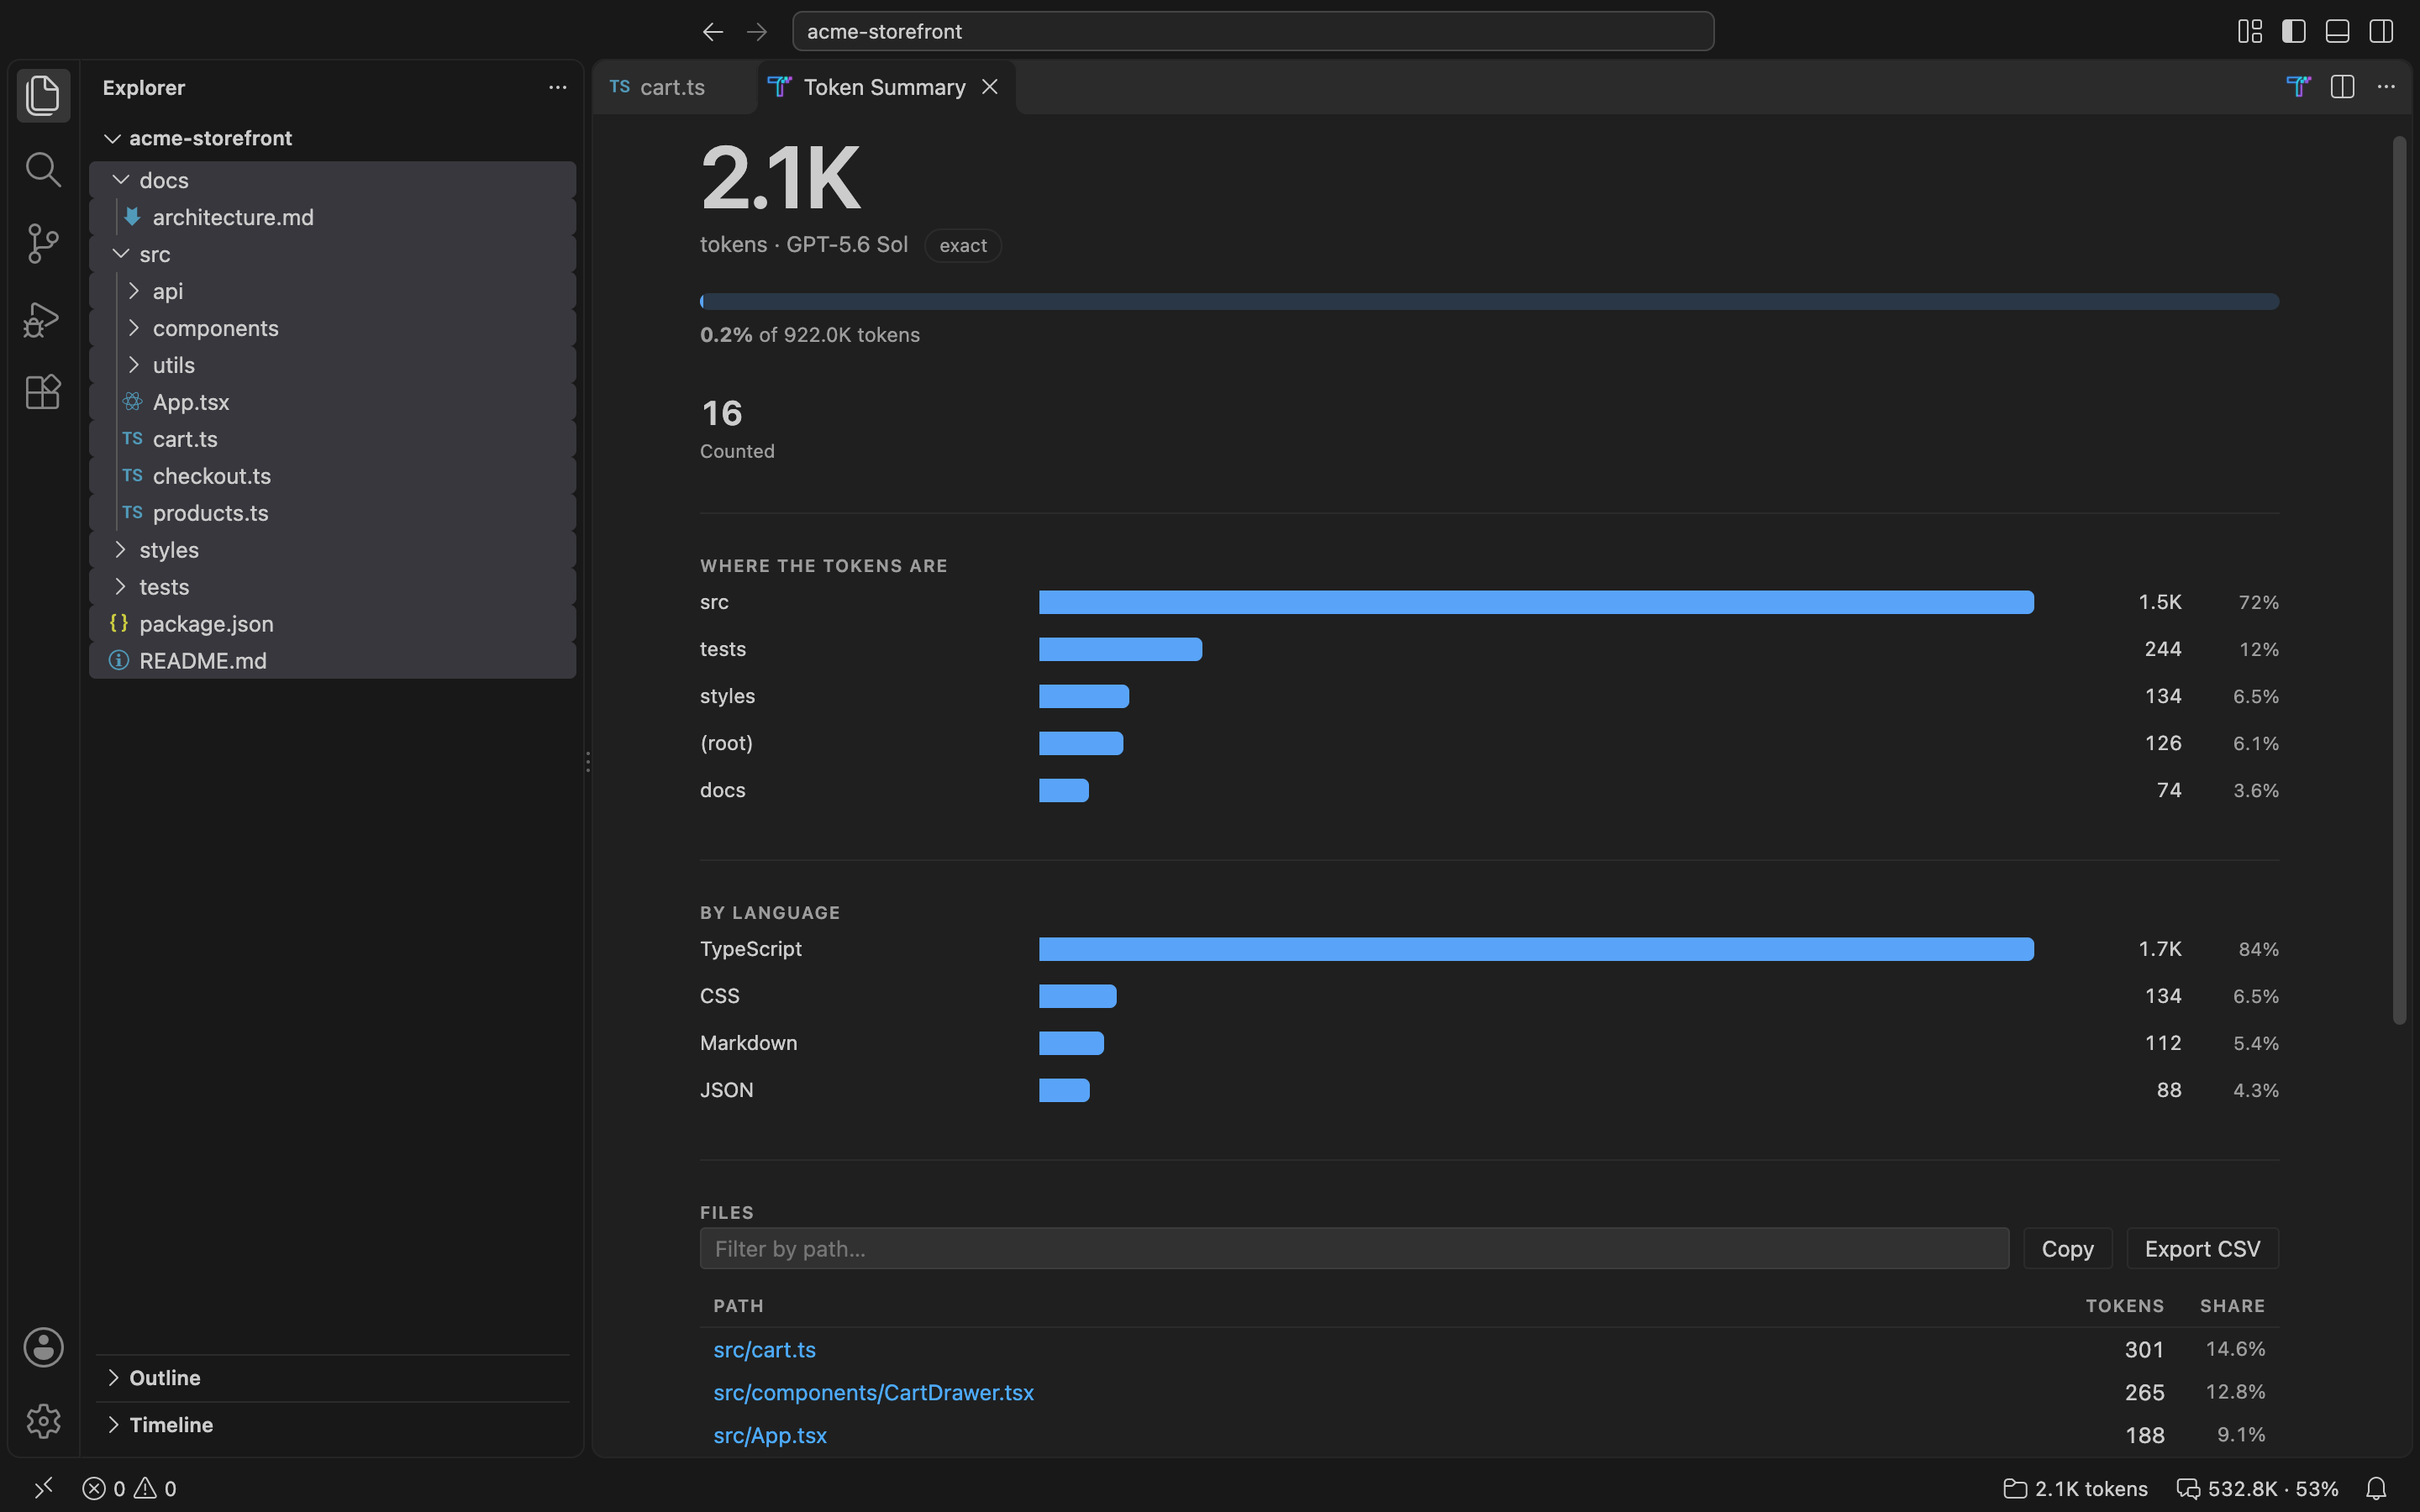 acme-storefront
Explorer
acme-storefront
docs
architecture.md
src
api
components
utils
App.tsx
TS cart.ts
TS checkout.ts
TS products.ts
styles
tests
{} package.json
README.md
Outline
Timeline
TS cart.ts
Token Summary
2.1K
tokens · GPT-5.6 Sol exact
0.2% of 922.0K tokens
16
Counted
WHERE THE TOKENS ARE
src 1.5K 72%
tests 244 12%
styles 134 6.5%
(root) 126 6.1%
docs 74 3.6%
BY LANGUAGE
TypeScript 1.7K 84%
CSS 134 6.5%
Markdown 112 5.4%
JSON 88 4.3%
FILES
Filter by path... Copy Export CSV
PATH TOKENS SHARE
src/cart.ts 301 14.6%
src/components/CartDrawer.tsx 265 12.8%
src/App.tsx 188 9.1%
0 0 2.1K tokens 532.8K · 53%